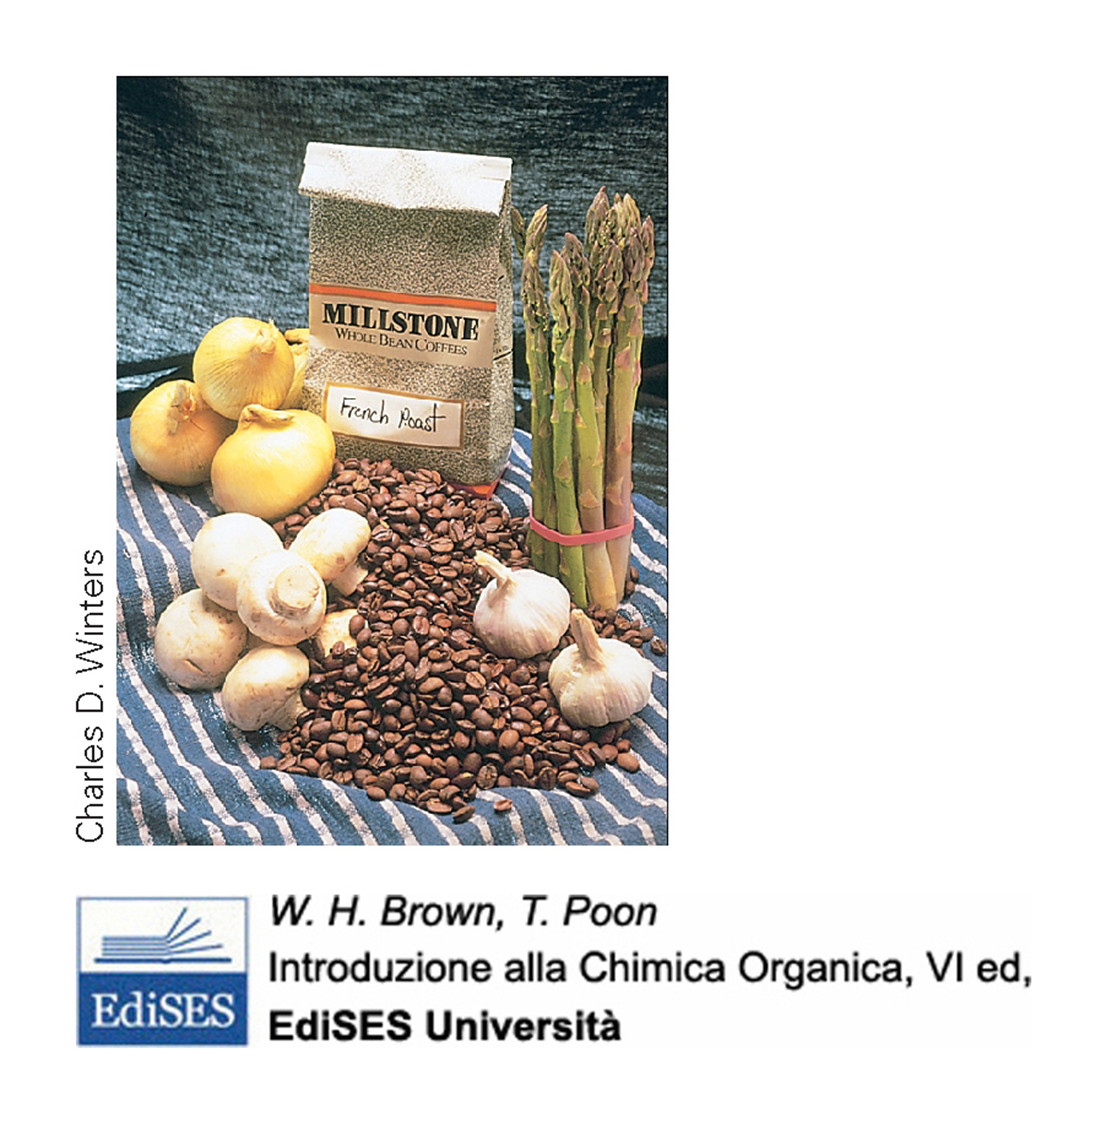 MILLSTONE
WHOLE BEAN COFFEES
French Roast
Charles D. Winters
EdiSES
W. H. Brown, T. Poon
Introduzione alla Chimica Organica, VI ed,
EdiSES Università